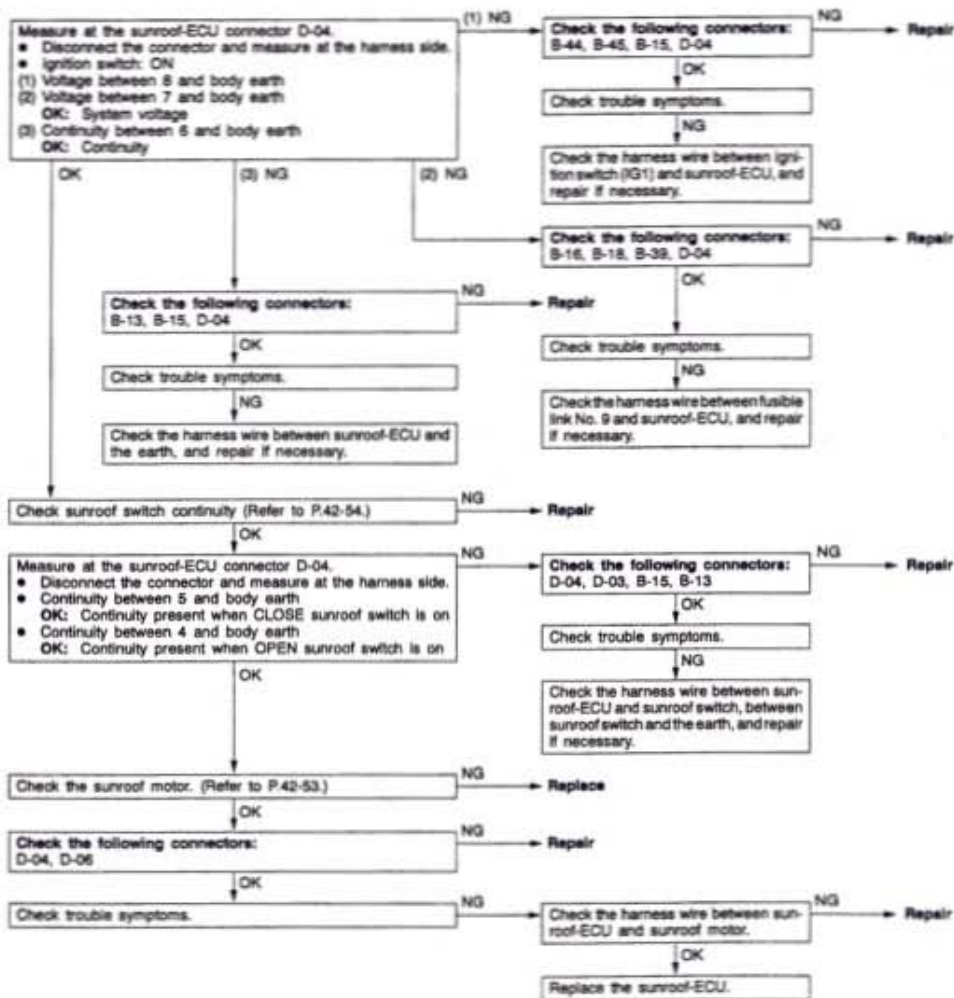 Measure at the sunroof-ECU connector D-04.
• Disconnect the connector and measure at the harness side.
• Ignition switch: ON
(1) Voltage between 8 and body earth
(2) Voltage between 7 and body earth
OK: System voltage
(3) Continuity between 6 and body earth
OK: Continuity
(1) NG
Check the following connectors:
B-44, B-45, B-15, D-04
NG
Repair
OK
Check trouble symptoms.
NG
Check the harness wire between igni-
tion switch (IG1) and sunroof-ECU, and
repair if necessary.
OK
(3) NG
(2) NG
Check the following connectors:
B-16, B-18, B-39, D-04
NG
Repair
OK
Check trouble symptoms.
NG
Check the harness wire between fusible
link No. 9 and sunroof-ECU, and repair
if necessary.
Check the following connectors:
B-13, B-15, D-04
NG
Repair
OK
Check trouble symptoms.
NG
Check the harness wire between sunroof-ECU and
the earth, and repair if necessary.
Check sunroof switch continuity (Refer to P.42-54.)
NG
Repair
OK
Measure at the sunroof-ECU connector D-04.
• Disconnect the connector and measure at the harness side.
• Continuity between 5 and body earth
OK: Continuity present when CLOSE sunroof switch is on
• Continuity between 4 and body earth
OK: Continuity present when OPEN sunroof switch is on
NG
Check the following connectors:
D-04, D-03, B-15, B-13
NG
Repair
OK
Check trouble symptoms.
NG
Check the harness wire between sun-
roof-ECU and sunroof switch, between
sunroof switch and the earth, and repair
if necessary.
OK
Check the sunroof motor. (Refer to P.42-53.)
NG
Replace
OK
Check the following connectors:
D-04, D-06
NG
Repair
OK
Check trouble symptoms.
NG
Check the harness wire between sun-
roof-ECU and sunroof motor.
NG
Repair
OK
Replace the sunroof-ECU.